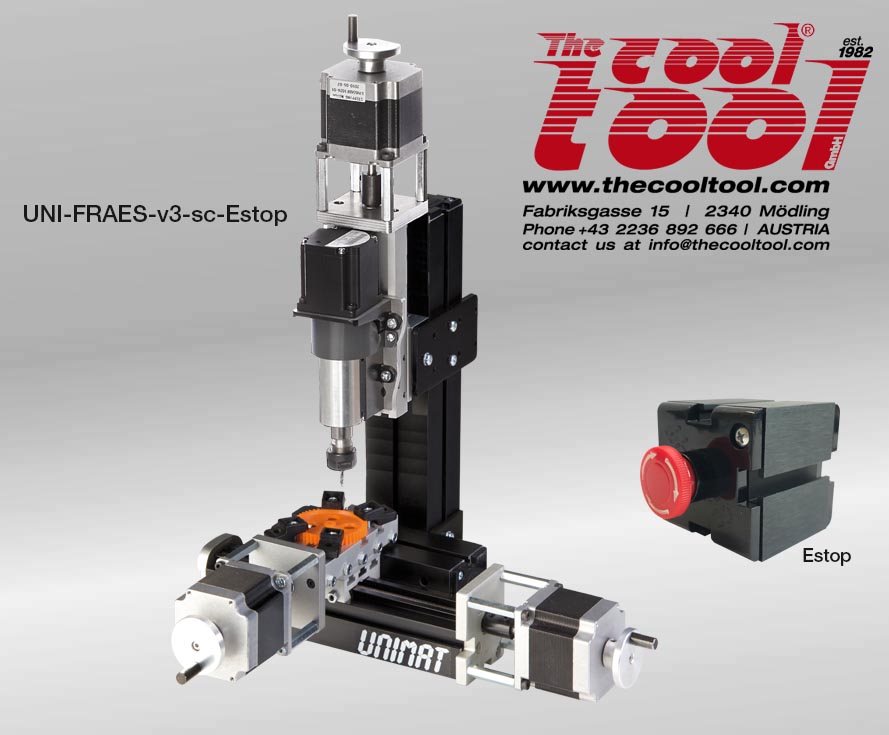 The
cool
tool
GmbH
®
est.
1982
www.thecooltool.com
Fabriksgasse 15 | 2340 Mödling
Phone +43 2236 892 666 | AUSTRIA
contact us at info@thecooltool.com
UNI-FRAES-v3-sc-Estop
Estop
UNIMAT